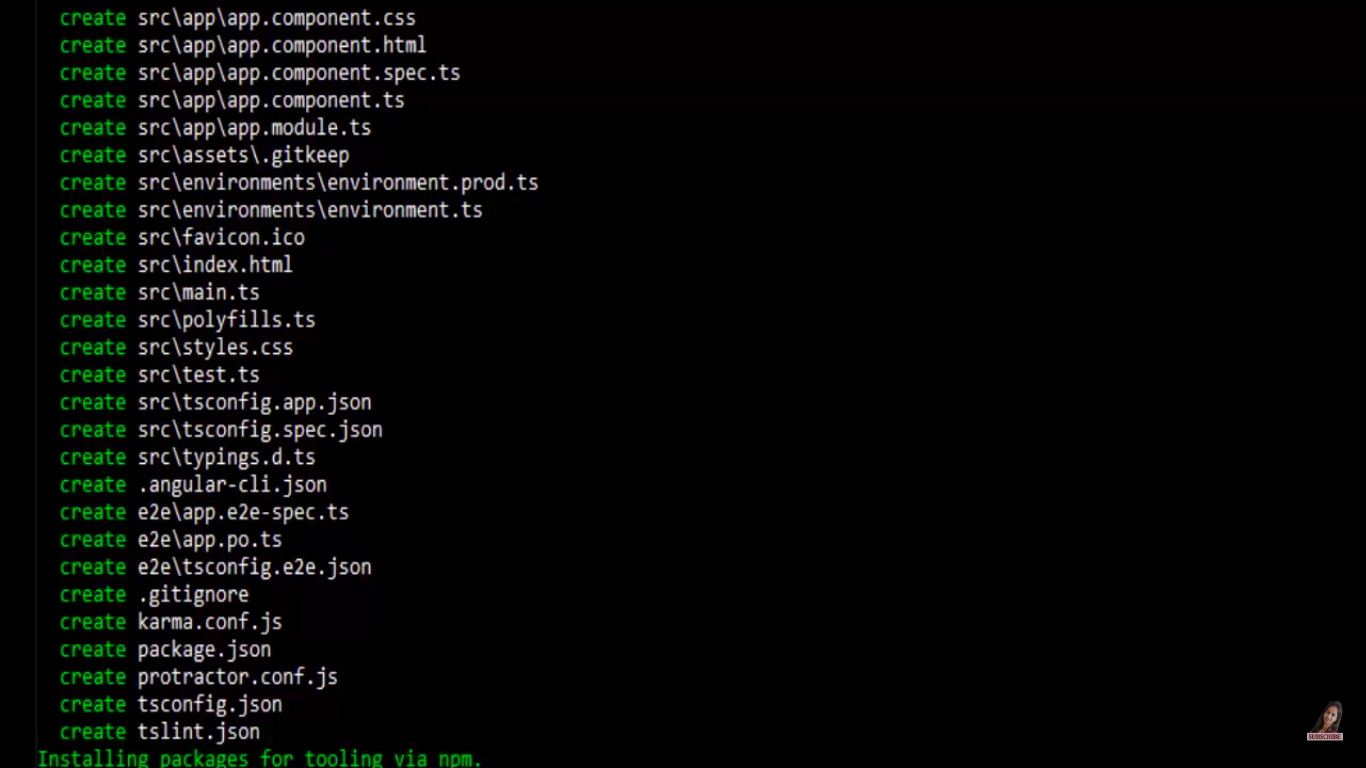 create src\app\app.component.css
create src\app\app.component.html
create src\app\app.component.spec.ts
create src\app\app.component.ts
create src\app\app.module.ts
create src\assets\.gitkeep
create src\environments\environment.prod.ts
create src\environments\environment.ts
create src\favicon.ico
create src\index.html
create src\main.ts
create src\polyfills.ts
create src\styles.css
create src\test.ts
create src\tsconfig.app.json
create src\tsconfig.spec.json
create src\typings.d.ts
create .angular-cli.json
create e2e\app.e2e-spec.ts
create e2e\app.po.ts
create e2e\tsconfig.e2e.json
create .gitignore
create karma.conf.js
create package.json
create protractor.conf.js
create tsconfig.json
create tslint.json
Installing packages for tooling via npm.
SUBSCRIBE